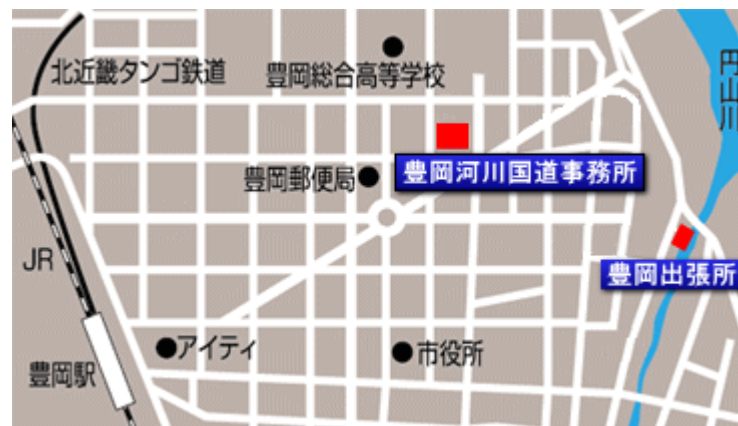 北近畿タンゴ鉄道
豊岡総合高等学校
円山川
豊岡郵便局
豊岡河川国道事務所
JR
豊岡出張所
アイティ
市役所
豊岡駅